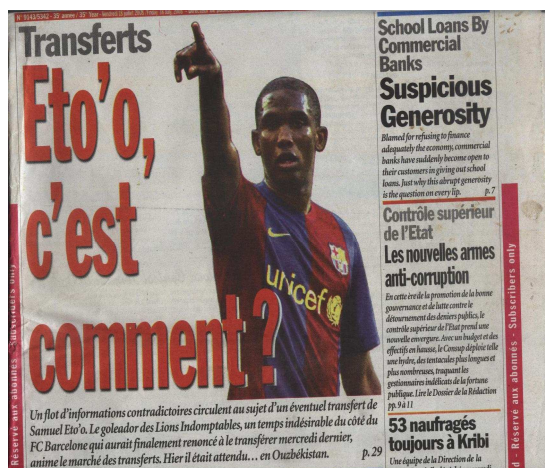 Transferts
Eto'o,
c'est
comment ?
unicef
Un flot d'informations contradictoires circulent au sujet d'un éventuel transfert de
Samuel Eto'o. Le goleador des Lions Indomptables, un temps indésirable du côté du
FC Barcelone qui aurait finalement renoncé à le transférer mercredi dernier,
anime le marché des transferts. Hier il était attendu... en Ouzbékistan. p. 29
School Loans By
Commercial
Banks
Suspicious
Generosity
Blamed for refusing to finance
adequately the economy, commercial
banks have suddenly become open to
their customers in giving out school
loans. Just why this abrupt generosity
is the question on every lip. p. 7
Contrôle supérieur
de l'Etat
Les nouvelles armes
anti-corruption
En cette ère de la promotion de la bonne
gouvernance et de lutte contre le
détournement des deniers publics, le
contrôle supérieur de l'Etat prend une
nouvelle envergure. Avec un budget et des
effectifs en hausse, le Consup déploie telle
une hydre, des tentacules plus longues et
plus nombreuses, traquant les
gestionnaires indélicats de la fortune
publique. Lire le Dossier de la Rédaction
pp. 9 à 11
53 naufragés
toujours à Kribi
Une équipe de la Direction de la
Réservé aux abonnés - Subscribers only
d - Réservé aux abonnés - Subscribers only